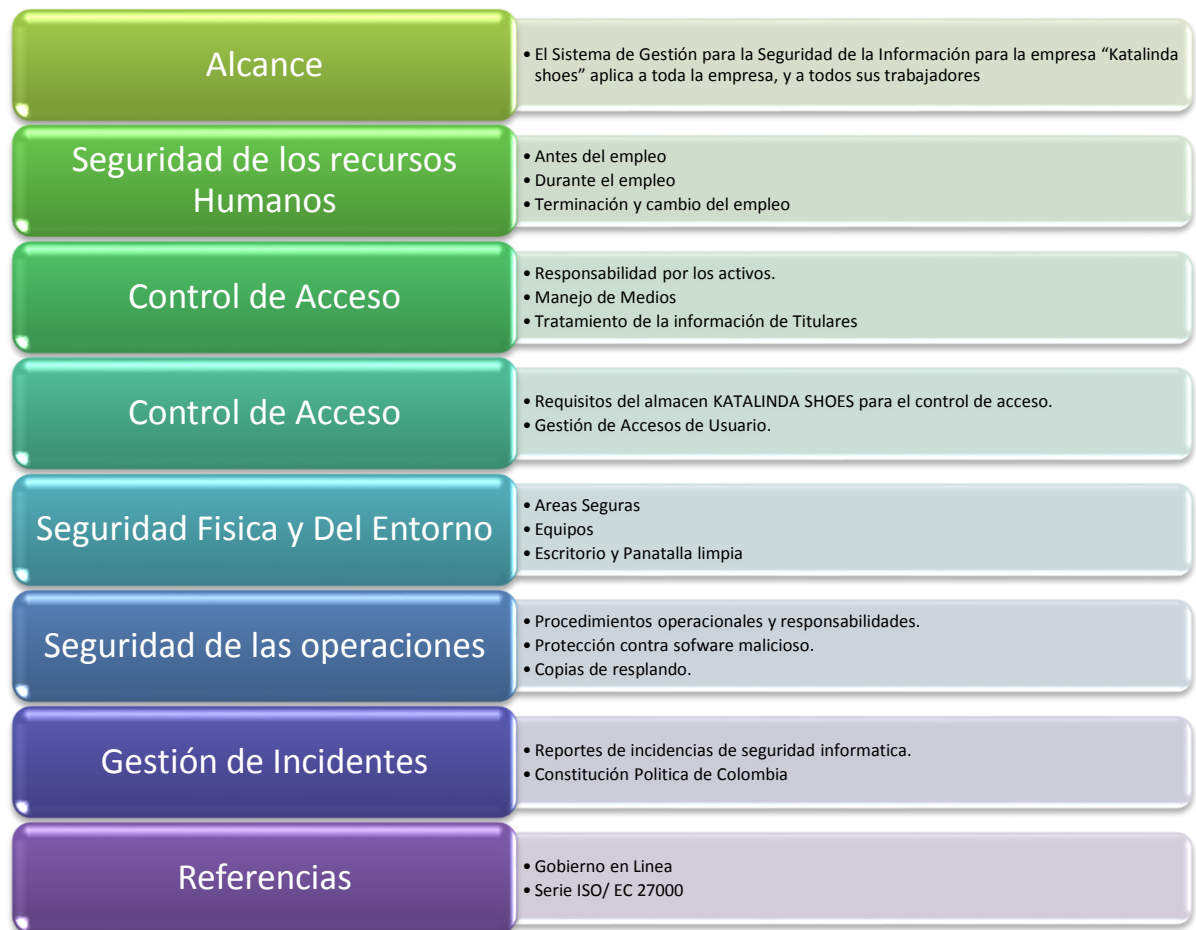 Alcance
• El Sistema de Gestión para la Seguridad de la Información para la empresa “Katalinda
shoes” aplica a toda la empresa, y a todos sus trabajadores
Seguridad de los recursos
Humanos
• Antes del empleo
• Durante el empleo
• Terminación y cambio del empleo
Control de Acceso
• Responsabilidad por los activos.
• Manejo de Medios
• Tratamiento de la información de Titulares
Control de Acceso
• Requisitos del almacen KATALINDA SHOES para el control de acceso.
• Gestión de Accesos de Usuario.
Seguridad Fisica y Del Entorno
• Areas Seguras
• Equipos
• Escritorio y Panatalla limpia
Seguridad de las operaciones
• Procedimientos operacionales y responsabilidades.
• Protección contra sofware malicioso.
• Copias de resplando.
Gestión de Incidentes
• Reportes de incidencias de seguridad informatica.
• Constitución Politica de Colombia
Referencias
• Gobierno en Linea
• Serie ISO/ EC 27000